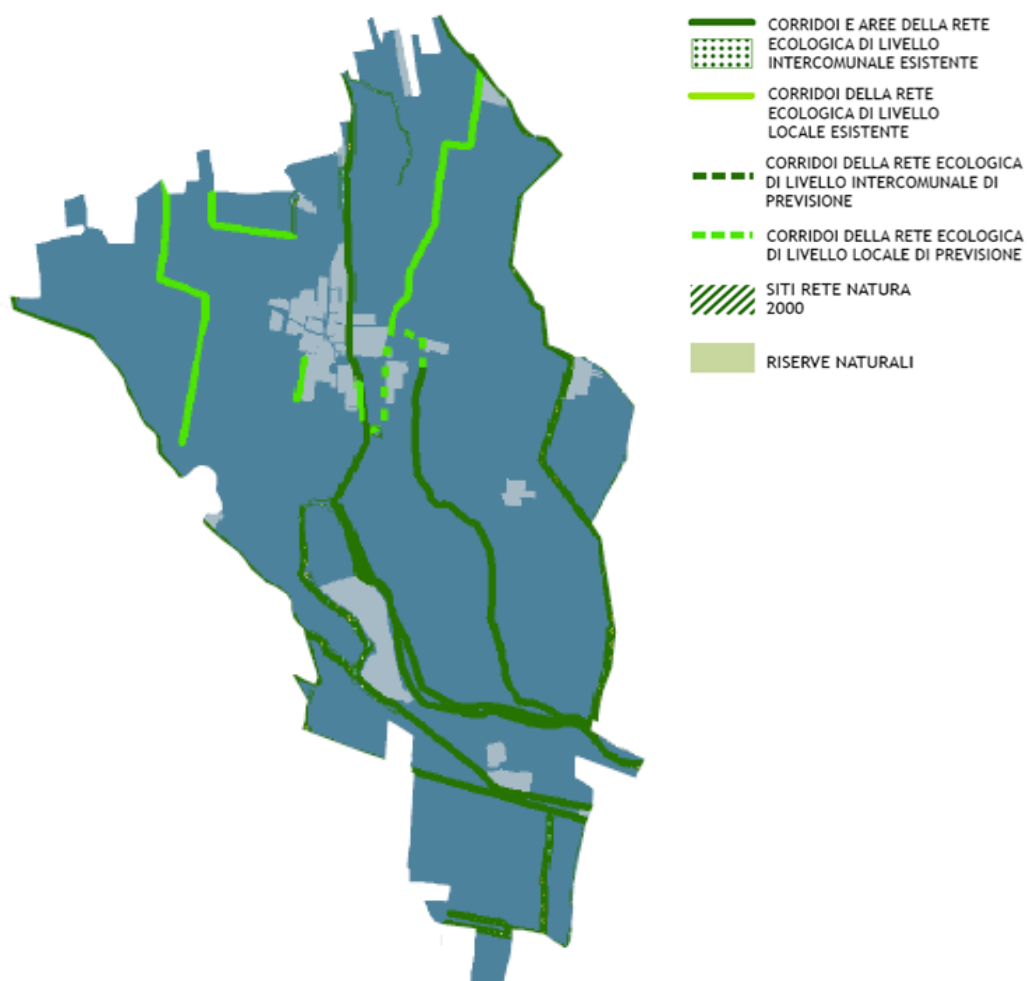 CORRIDOI E AREE DELLA RETE
ECOLOGICA DI LIVELLO
INTERCOMUNALE ESISTENTE
CORRIDOI DELLA RETE
ECOLOGICA DI LIVELLO
LOCALE ESISTENTE
CORRIDOI DELLA RETE ECOLOGICA
DI LIVELLO INTERCOMUNALE DI
PREVISIONE
CORRIDOI DELLA RETE ECOLOGICA
DI LIVELLO LOCALE DI PREVISIONE
SITI RETE NATURA
2000
RISERVE NATURALI